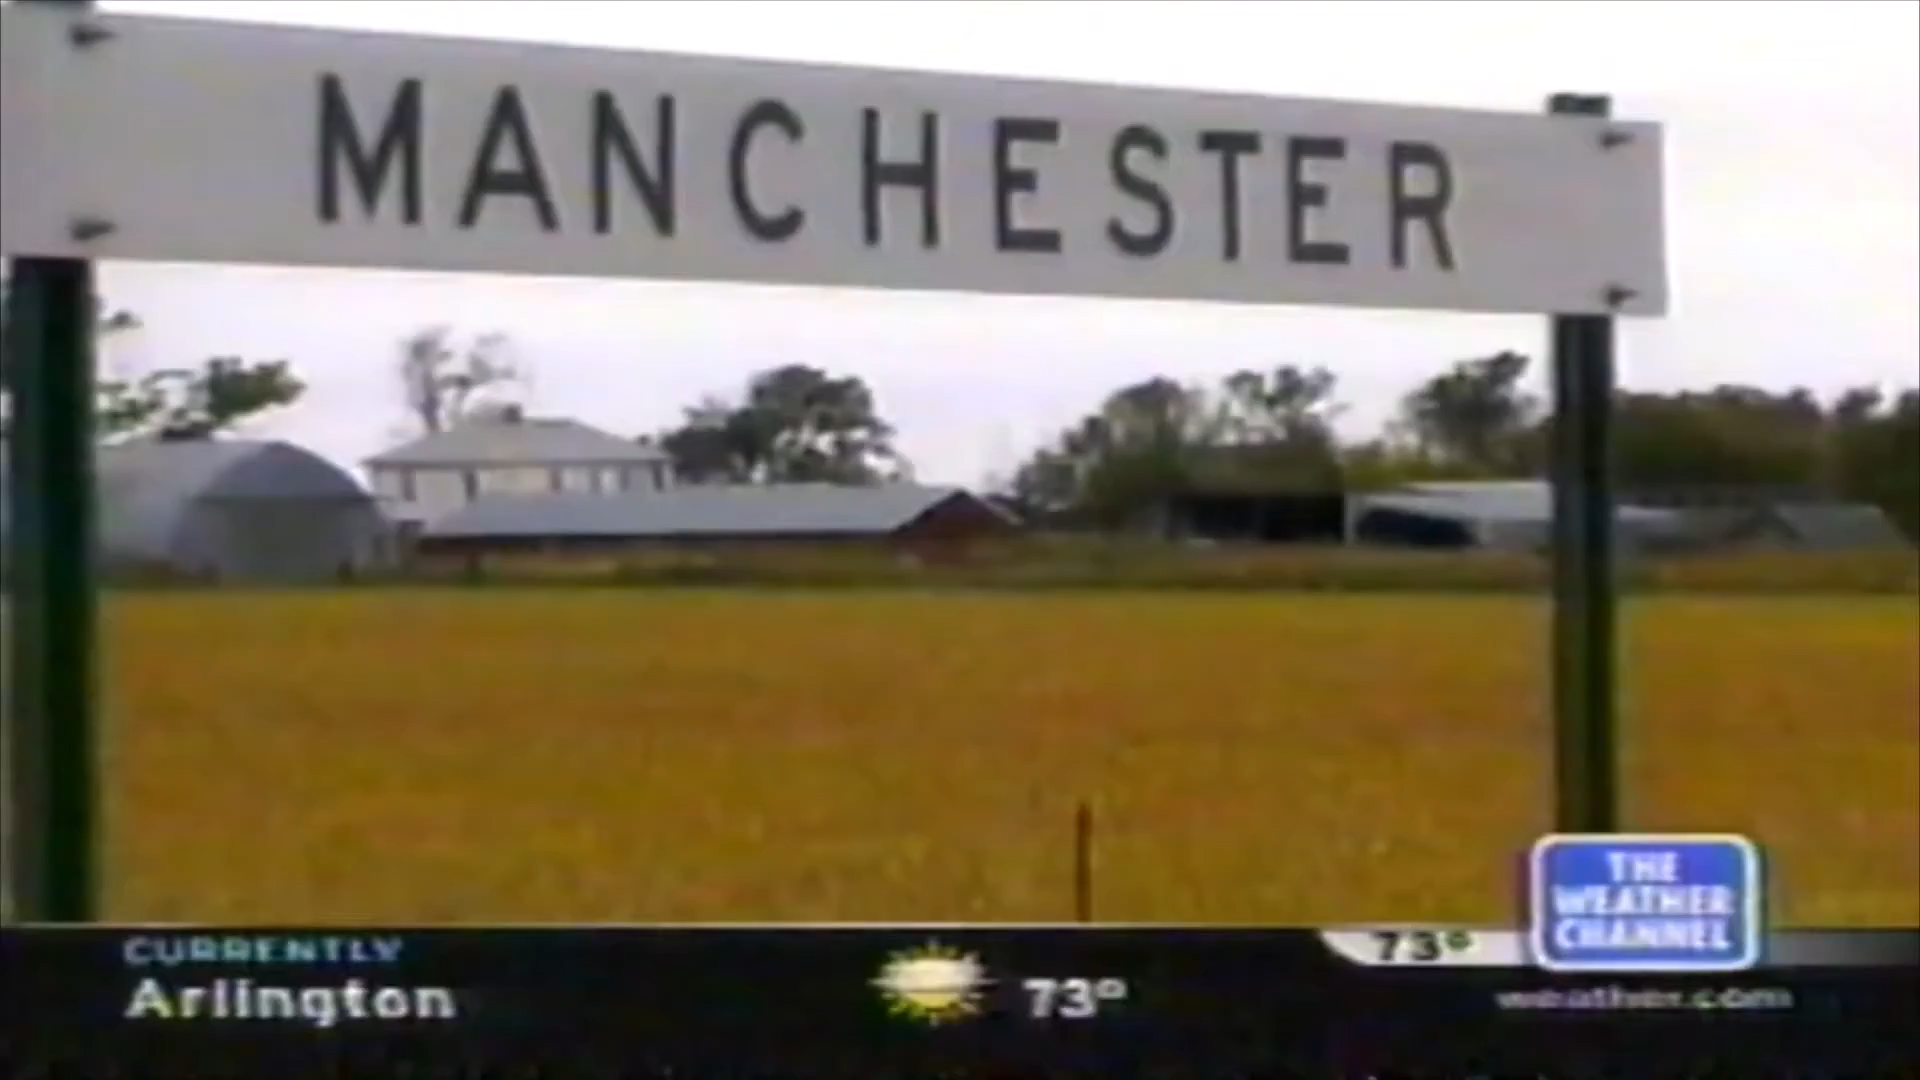 MANCHESTER
CURRENTLY
Arlington
73°
73°
THE
WEATHER
CHANNEL
weather.com